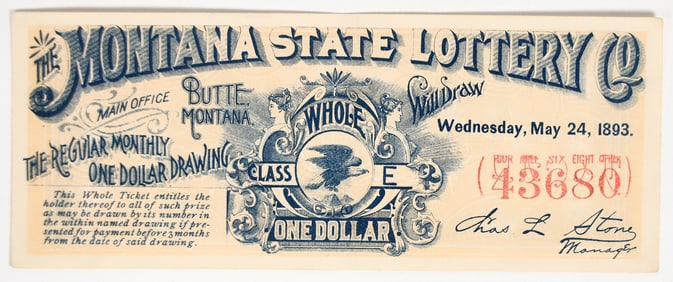 THE MONTANA STATE LOTTERY CO.
MAIN OFFICE
BUTTE, MONTANA.
Will Draw
Wednesday, May 24, 1893.
THE REGULAR MONTHLY
ONE DOLLAR DRAWING
This Whole Ticket entitles the
holder thereof to all of such prize
as may be drawn by its number in
the within named drawing if pre-
sented for payment before 3 months
from the date of said drawing.
WHOLE
CLASS E
ONE DOLLAR
FOUR THREE SIX EIGHT CIPHER
43680
Chas L Stone
Manager